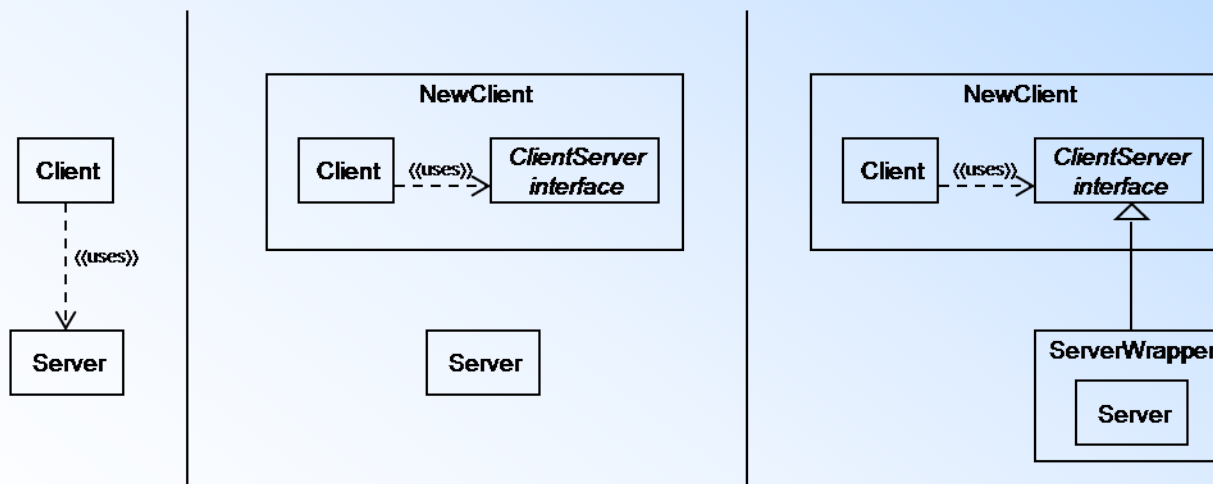 Client
«uses»
Server
NewClient
Client
«uses»
ClientServer
interface
Server
NewClient
Client
«uses»
ClientServer
interface
ServerWrapper
Server